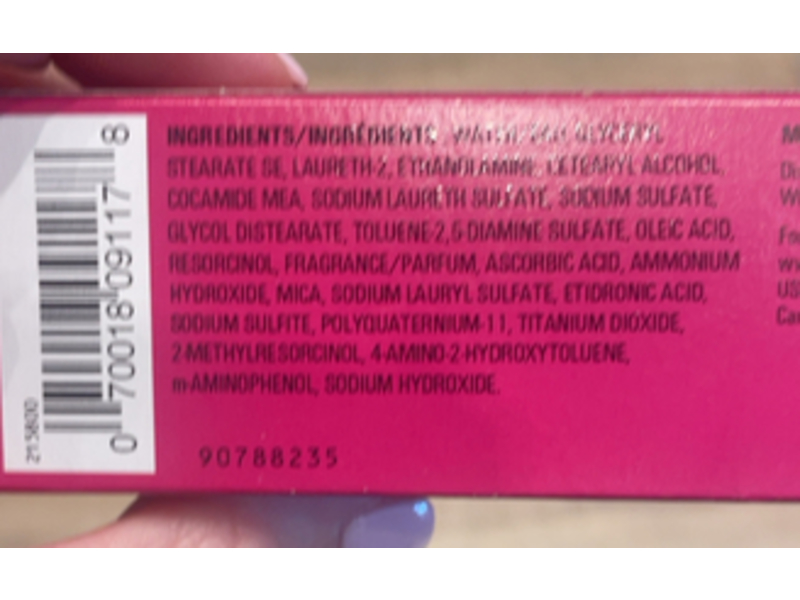 INGREDIENTS/INGRÉDIENTS: WATER/EAU, GLYCERYL
STEARATE SE, LAURETH-2, ETHANOLAMINE, CETEARYL ALCOHOL,
COCAMIDE MEA, SODIUM LAURETH SULFATE, SODIUM SULFATE,
GLYCOL DISTEARATE, TOLUENE-2,5-DIAMINE SULFATE, OLEIC ACID,
RESORCINOL, FRAGRANCE/PARFUM, ASCORBIC ACID, AMMONIUM
HYDROXIDE, MICA, SODIUM LAURYL SULFATE, ETIDRONIC ACID,
SODIUM SULFITE, POLYQUATERNIUM-11, TITANIUM DIOXIDE,
2-METHYLRESORCINOL, 4-AMINO-2-HYDROXYTOLUENE,
m-AMINOPHENOL, SODIUM HYDROXIDE.
90788235
0 70018 09117 8